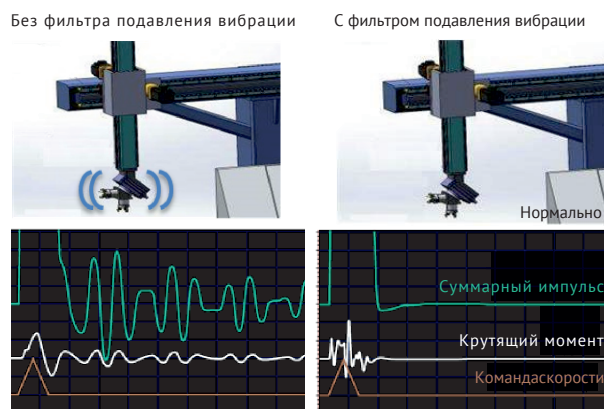 Без фильтра подавления вибрации
С фильтром подавления вибрации
Нормально
Суммарный импульс
Крутящий момент
Командаскорости